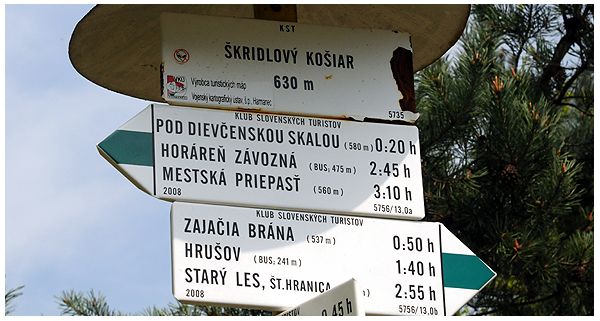 KST
ŠKRIDLOVÝ KOŠIAR
630 m
Výrobca turistických máp
Vojenský kartografický ústav, š.p., Harmanec
5735
KLUB SLOVENSKÝCH TURISTOV
POD DIEVČENSKOU SKALOU (580 m) 0:20 h
HORÁREŇ ZÁVOZNÁ (BUS, 475 m) 2:45 h
MESTSKÁ PRIEPASŤ (560 m) 3:10 h
2008 5756/13,0a
KLUB SLOVENSKÝCH TURISTOV
ZAJAČIA BRÁNA (537 m) 0:50 h
HRUŠOV (BUS, 241 m) 1:40 h
STARÝ LES, ŠT.HRANICA 2:55 h
2008 5756/13,0b
0:45 h